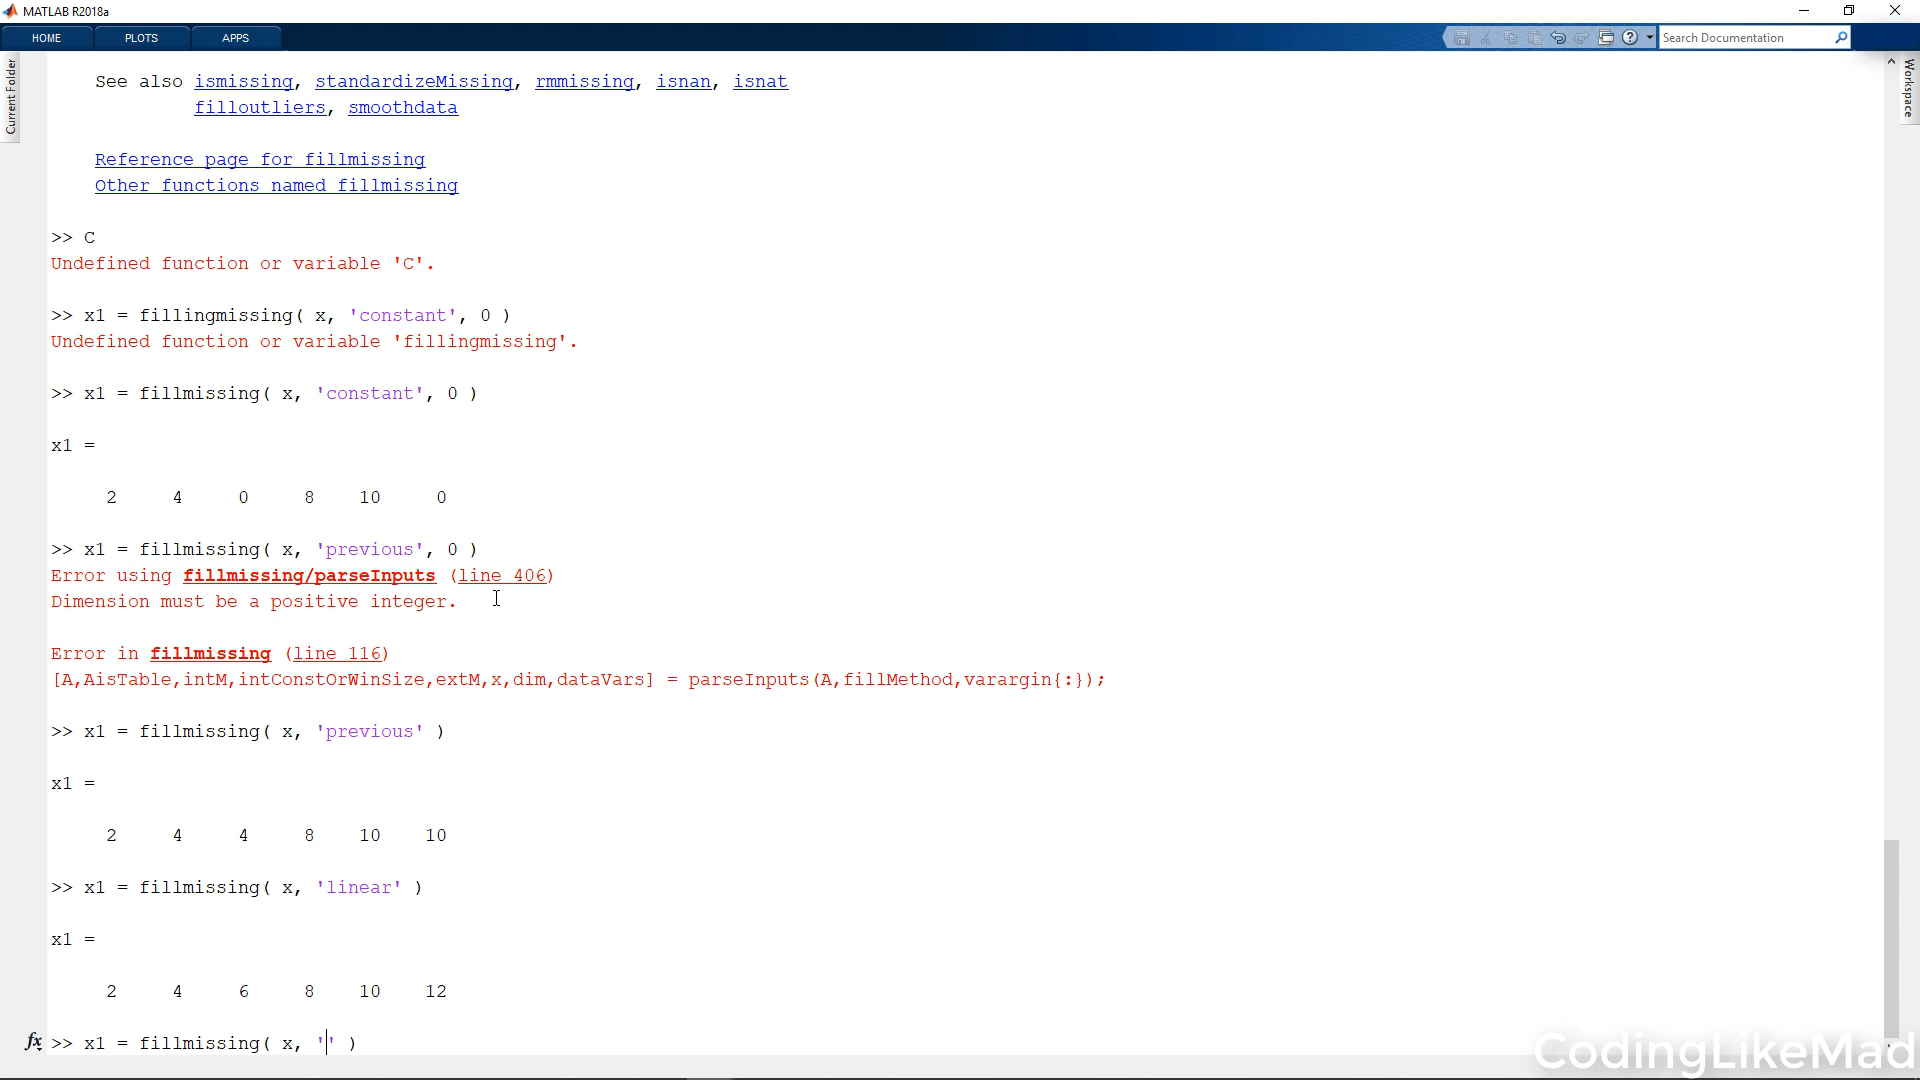 MATLAB R2018a
HOME PLOTS APPS
Search Documentation
Current Folder
Workspace
See also ismissing, standardizeMissing, rmmissing, isnan, isnat
filloutliers, smoothdata
Reference page for fillmissing
Other functions named fillmissing
>> C
Undefined function or variable 'C'.
>> x1 = fillingmissing( x, 'constant', 0 )
Undefined function or variable 'fillingmissing'.
>> x1 = fillmissing( x, 'constant', 0 )
x1 =
2 4 0 8 10 0
>> x1 = fillmissing( x, 'previous', 0 )
Error using fillmissing/parseInputs (line 406)
Dimension must be a positive integer.
Error in fillmissing (line 116)
[A,AisTable,intM,intConstOrWinSize,extM,x,dim,dataVars] = parseInputs(A,fillMethod,varargin{:});
>> x1 = fillmissing( x, 'previous' )
x1 =
2 4 4 8 10 10
>> x1 = fillmissing( x, 'linear' )
x1 =
2 4 6 8 10 12
fx >> x1 = fillmissing( x, '' )
CodingLikeMad